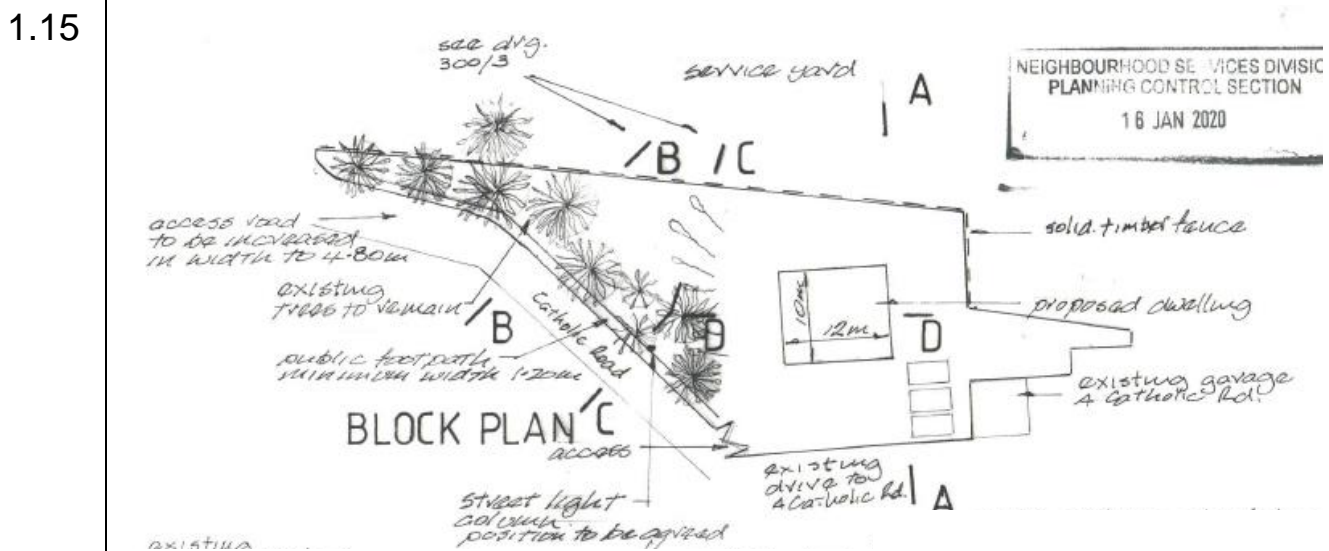 1.15
see drg.
300/3
service yard
A
NEIGHBOURHOOD SERVICES DIVISIO
PLANNING CONTROL SECTION
16 JAN 2020
/B /C
access road
to be increased
in width to 4.80m
solid timber fence
existing
trees to remain
proposed dwelling
10m
12m
/B
Catholic Road
D
D
public footpath
minimum width 1.20m
existing garage
4 Catholic Rd.
/C
BLOCK PLAN
access
existing
drive to
4 Catholic Rd.
A
street light
column
position to be agreed
existing